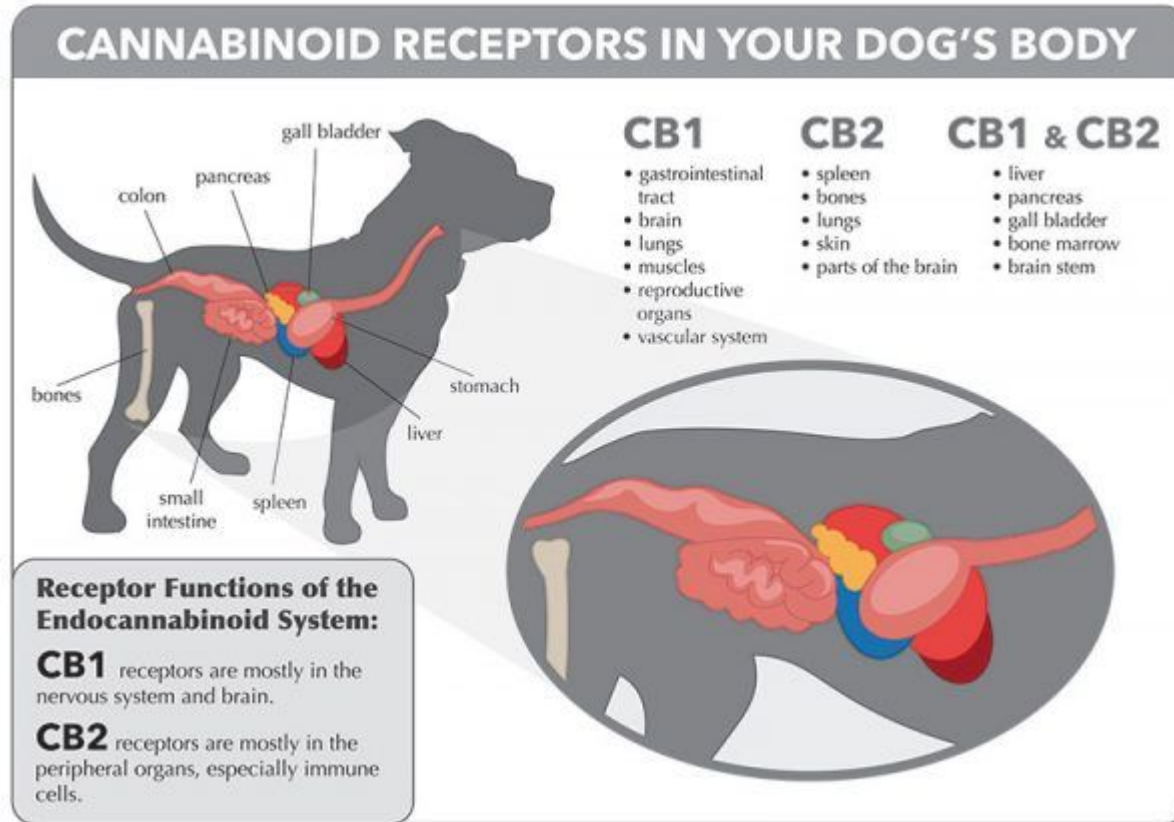 CANNABINOID RECEPTORS IN YOUR DOG'S BODY
gall bladder
pancreas
colon
bones
small
intestine
spleen
liver
stomach
CB1
• gastrointestinal
tract
• brain
• lungs
• muscles
• reproductive
organs
• vascular system
CB2
• spleen
• bones
• lungs
• skin
• parts of the brain
CB1 & CB2
• liver
• pancreas
• gall bladder
• bone marrow
• brain stem
Receptor Functions of the
Endocannabinoid System:
CB1 receptors are mostly in the
nervous system and brain.
CB2 receptors are mostly in the
peripheral organs, especially immune
cells.